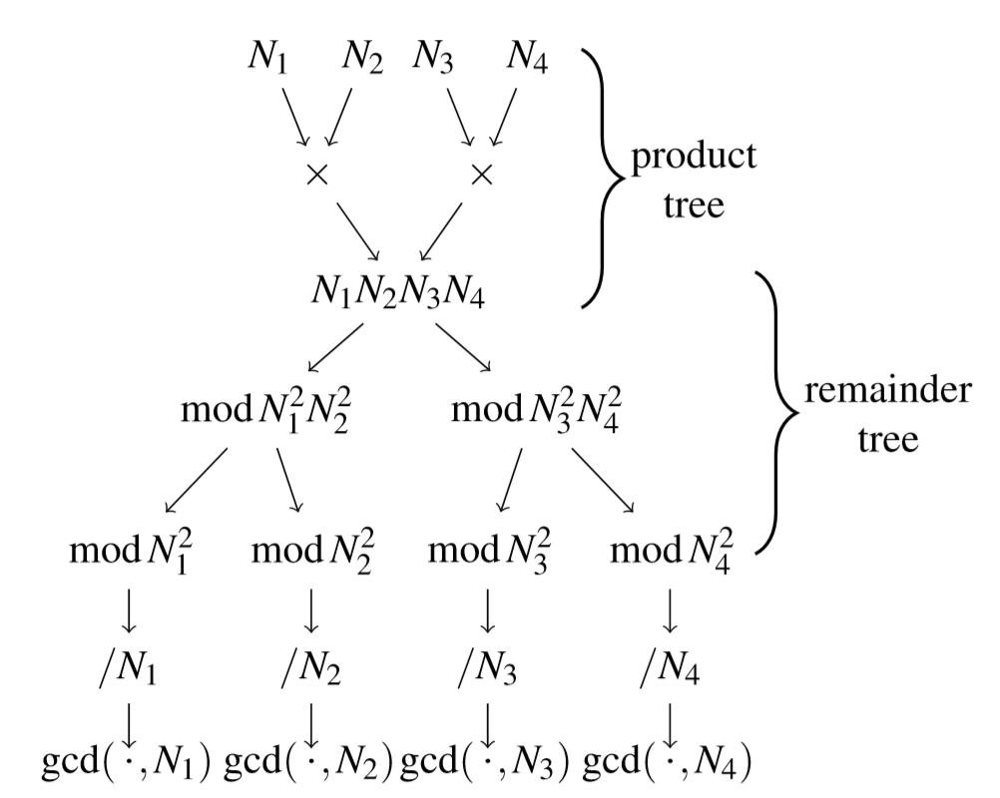 N₁ N₂ N₃ N₄
× ×
product
tree
N₁N₂N₃N₄
mod N₁²N₂² mod N₃²N₄²
remainder
tree
mod N₁² mod N₂² mod N₃² mod N₄²
/N₁ /N₂ /N₃ /N₄
gcd(·,N₁) gcd(·,N₂) gcd(·,N₃) gcd(·,N₄)